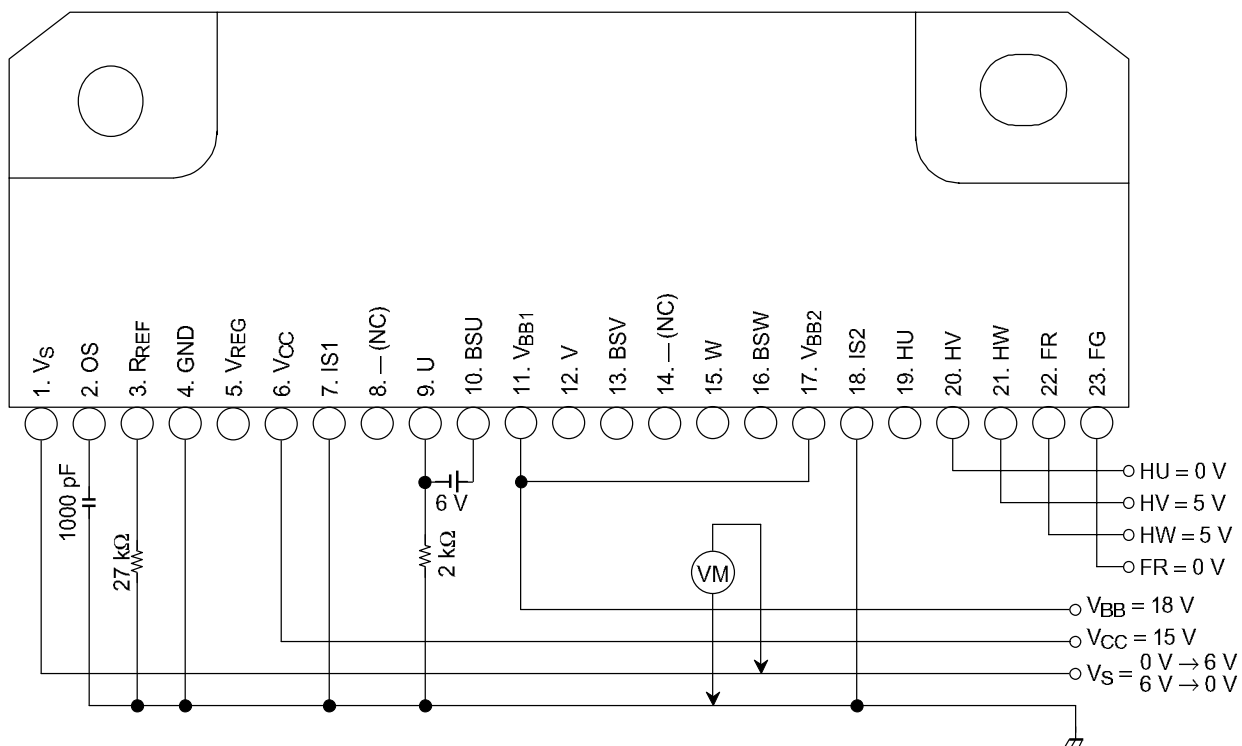 1. VS
2. OS
3. RREF
4. GND
5. VREG
6. VCC
7. IS1
8. — (NC)
9. U
10. BSU
11. VBB1
12. V
13. BSV
14. — (NC)
15. W
16. BSW
17. VBB2
18. IS2
19. HU
20. HV
21. HW
22. FR
23. FG
1000 pF
27 kΩ
6 V
2 kΩ
VM
HU = 0 V
HV = 5 V
HW = 5 V
FR = 0 V
VBB = 18 V
VCC = 15 V
VS = 0 V → 6 V
6 V → 0 V